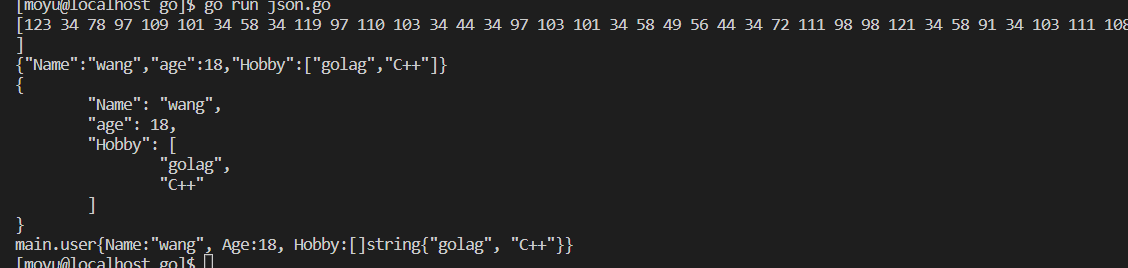 [moyu@localhost go]$ go run json.go
[123 34 78 97 109 101 34 58 34 119 97 110 103 34 44 34 97 103 101 34 58 49 56 44 34 72 111 98 98 121 34 58 91 34 103 111 108
]
{"Name":"wang","age":18,"Hobby":["golag","C++"]}
{
        "Name": "wang",
        "age": 18,
        "Hobby": [
                "golag",
                "C++"
        ]
}
main.user{Name:"wang", Age:18, Hobby:[]string{"golag", "C++"}}
[moyu@localhost go]$